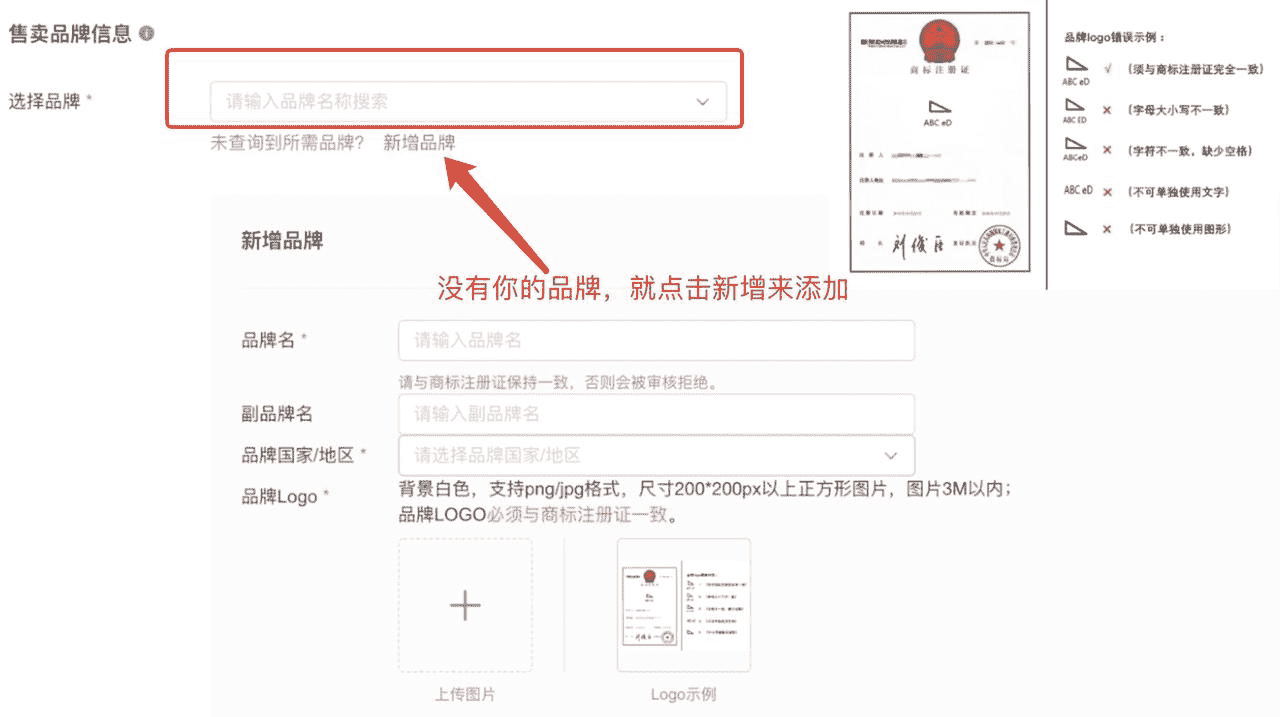 售卖品牌信息
选择品牌 *
请输入品牌名称搜索
未查询到所需品牌? 新增品牌
新增品牌
没有你的品牌，就点击新增来添加
品牌名 *
请输入品牌名
请与商标注册证保持一致，否则会被审核拒绝。
副品牌名
请输入副品牌名
品牌国家/地区 *
请选择品牌国家/地区
品牌Logo *
背景白色，支持png/jpg格式，尺寸200*200px以上正方形图片，图片3M以内；
品牌LOGO必须与商标注册证一致。
上传图片
Logo示例
商标注册证
ABC eD
品牌logo错误示例：
ABC eD
√ (须与商标注册证完全一致)
ABC ED
× (字母大小写不一致)
ABCeD
× (字符不一致，缺少空格)
ABC eD × (不可单独使用文字)
× (不可单独使用图形)